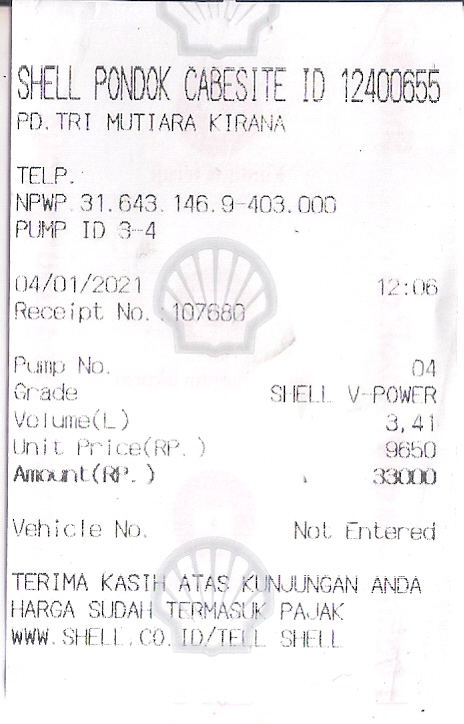 SHELL PONDOK CABESITE ID 12400655
PD.TRI MUTIARA KIRANA
TELP.
NPWP 31.643.146.9-403.000
PUMP ID 3-4
04/01/2021 12:06
Receipt No. :107680
Pump No. 04
Grade SHELL V-POWER
Volume(L) 3,41
Unit Price(RP.) 9650
Amount(RP.) 33000
Vehicle No. Not Entered
TERIMA KASIH ATAS KUNJUNGAN ANDA
HARGA SUDAH TERMASUK PAJAK
WWW.SHELL.CO.ID/TELL SHELL